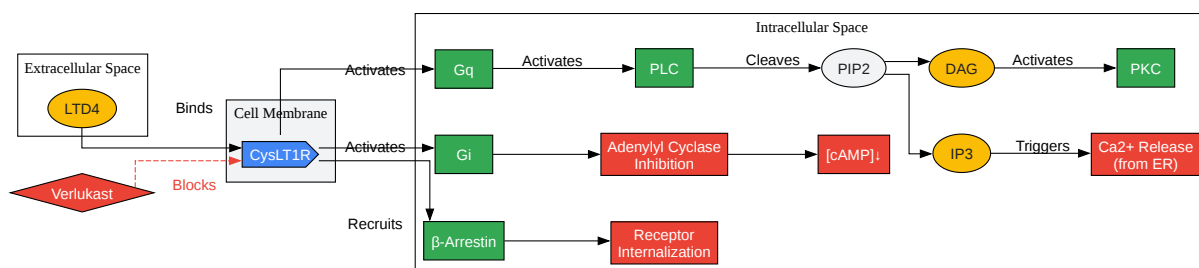 Intracellular Space
Extracellular Space
LTD4
Binds
Cell Membrane
CysLT1R
Verlukast
Blocks
Activates
Gq
Activates
PLC
Cleaves
PIP2
DAG
Activates
PKC
Activates
Gi
Adenylyl Cyclase
Inhibition
[cAMP]↓
IP3
Triggers
Ca2+ Release
(from ER)
Recruits
β-Arrestin
Receptor
Internalization